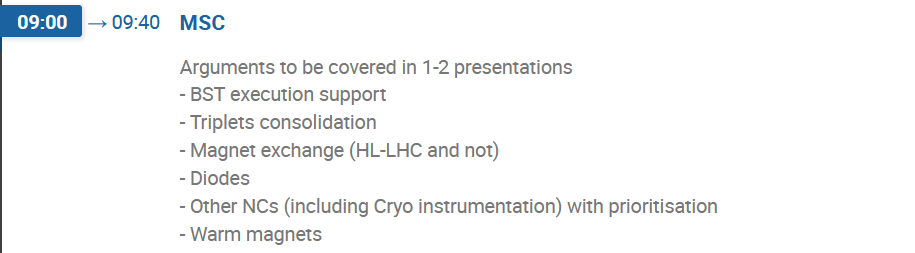 09:00 → 09:40 MSC
Arguments to be covered in 1-2 presentations
- BST execution support
- Triplets consolidation
- Magnet exchange (HL-LHC and not)
- Diodes
- Other NCs (including Cryo instrumentation) with prioritisation
- Warm magnets